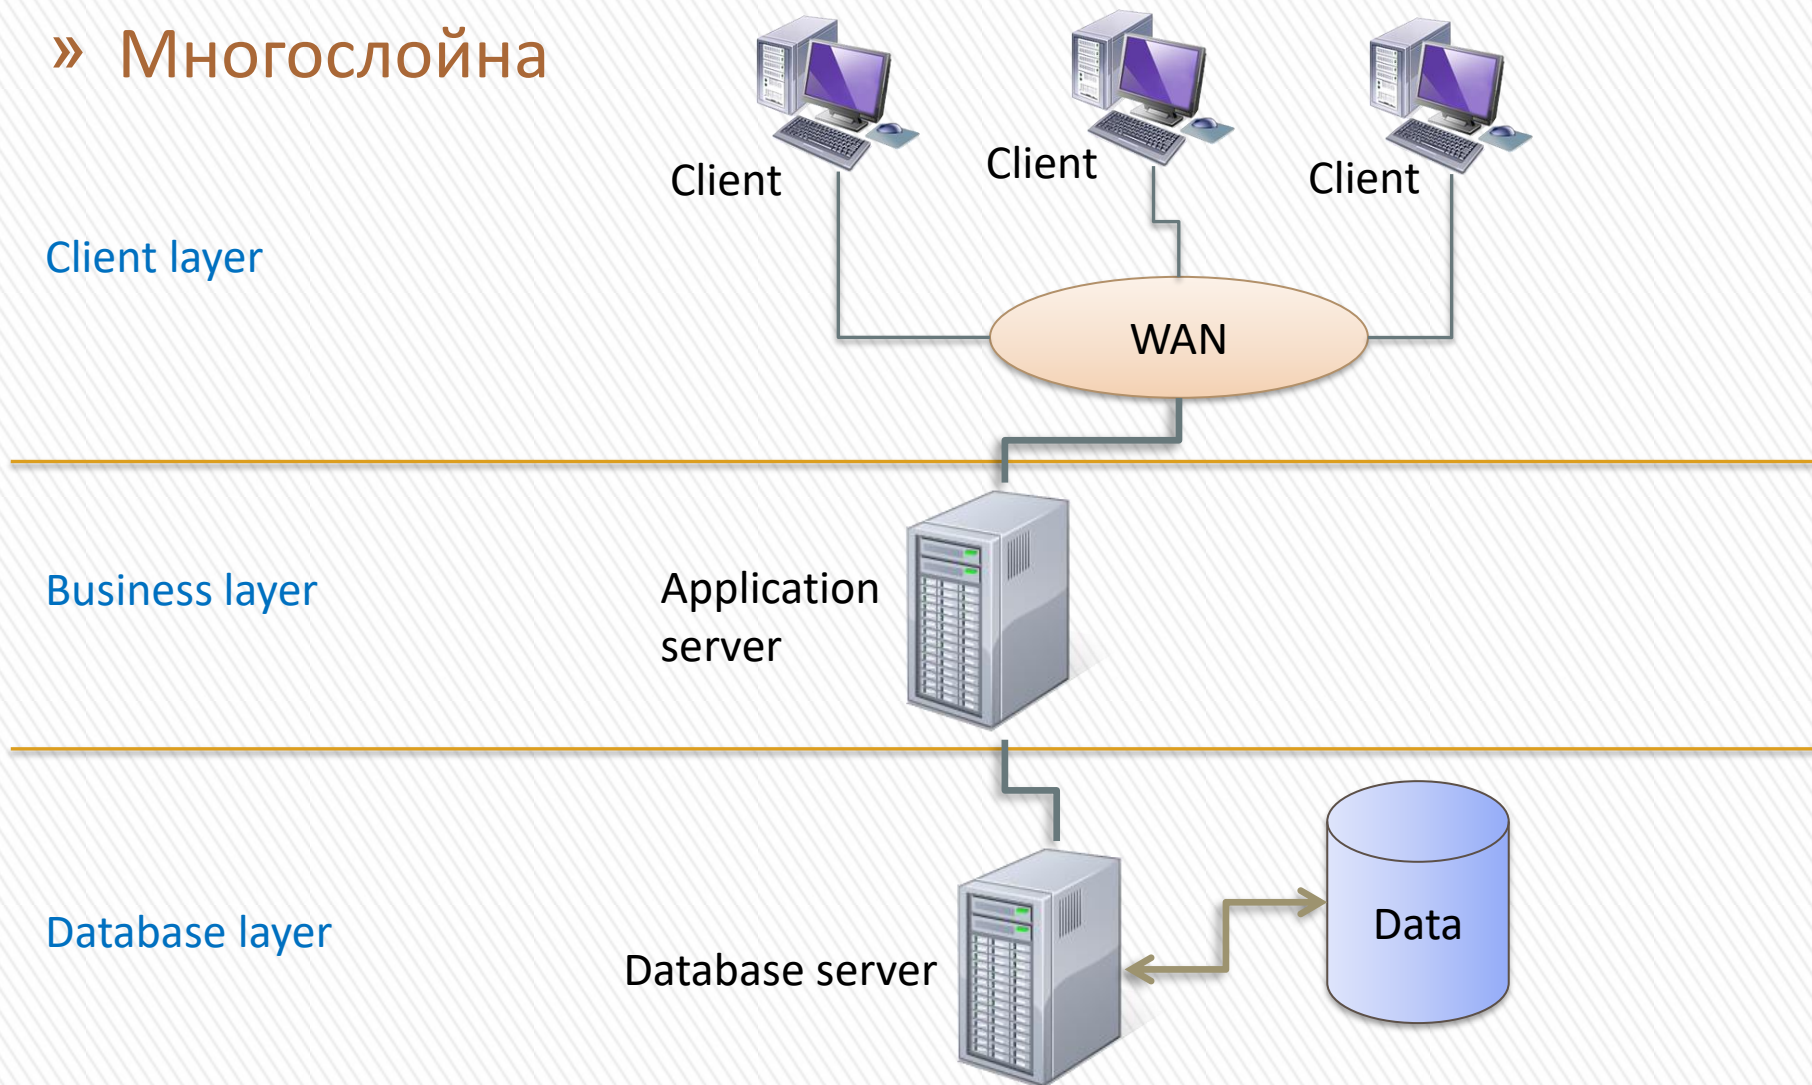 » Многослойна
Client
Client
Client
Client layer
WAN
Business layer
Application
server
Database layer
Database server
Data